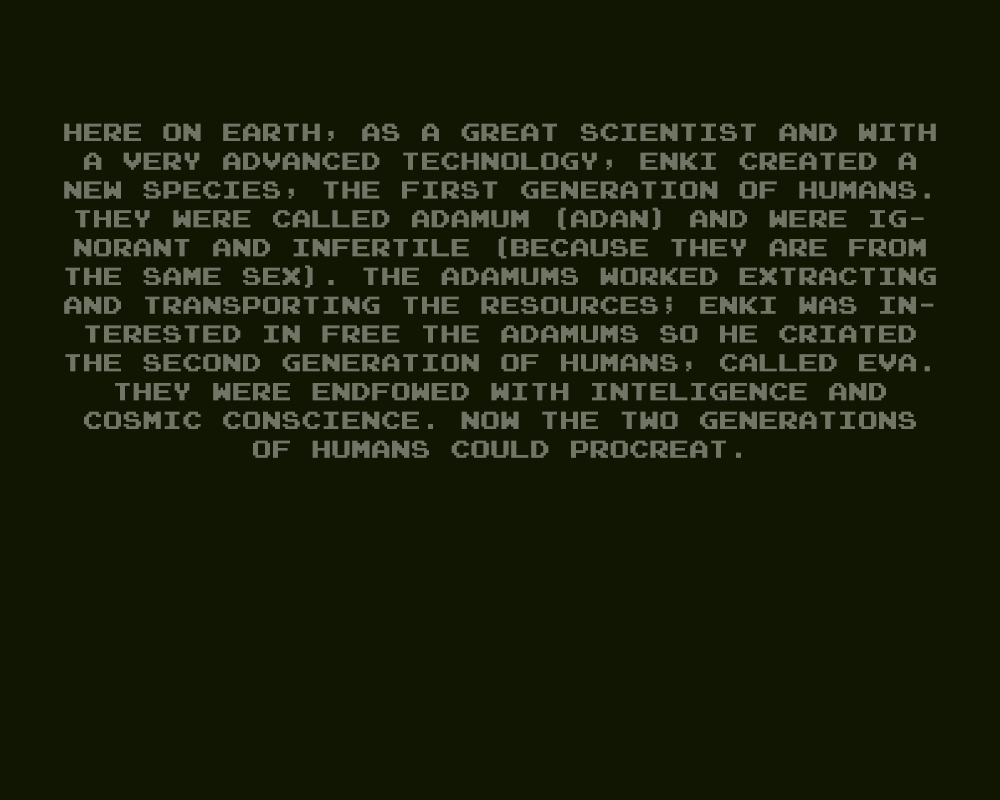 HERE ON EARTH, AS A GREAT SCIENTIST AND WITH
A VERY ADVANCED TECHNOLOGY, ENKI CREATED A
NEW SPECIES, THE FIRST GENERATION OF HUMANS.
THEY WERE CALLED ADAMUM (ADAN) AND WERE IG-
NORANT AND INFERTILE (BECAUSE THEY ARE FROM
THE SAME SEX). THE ADAMUMS WORKED EXTRACTING
AND TRANSPORTING THE RESOURCES; ENKI WAS IN-
TERESTED IN FREE THE ADAMUMS SO HE CRIATED
THE SECOND GENERATION OF HUMANS, CALLED EVA.
THEY WERE ENDFOWED WITH INTELIGENCE AND
COSMIC CONSCIENCE. NOW THE TWO GENERATIONS
OF HUMANS COULD PROCREAT.